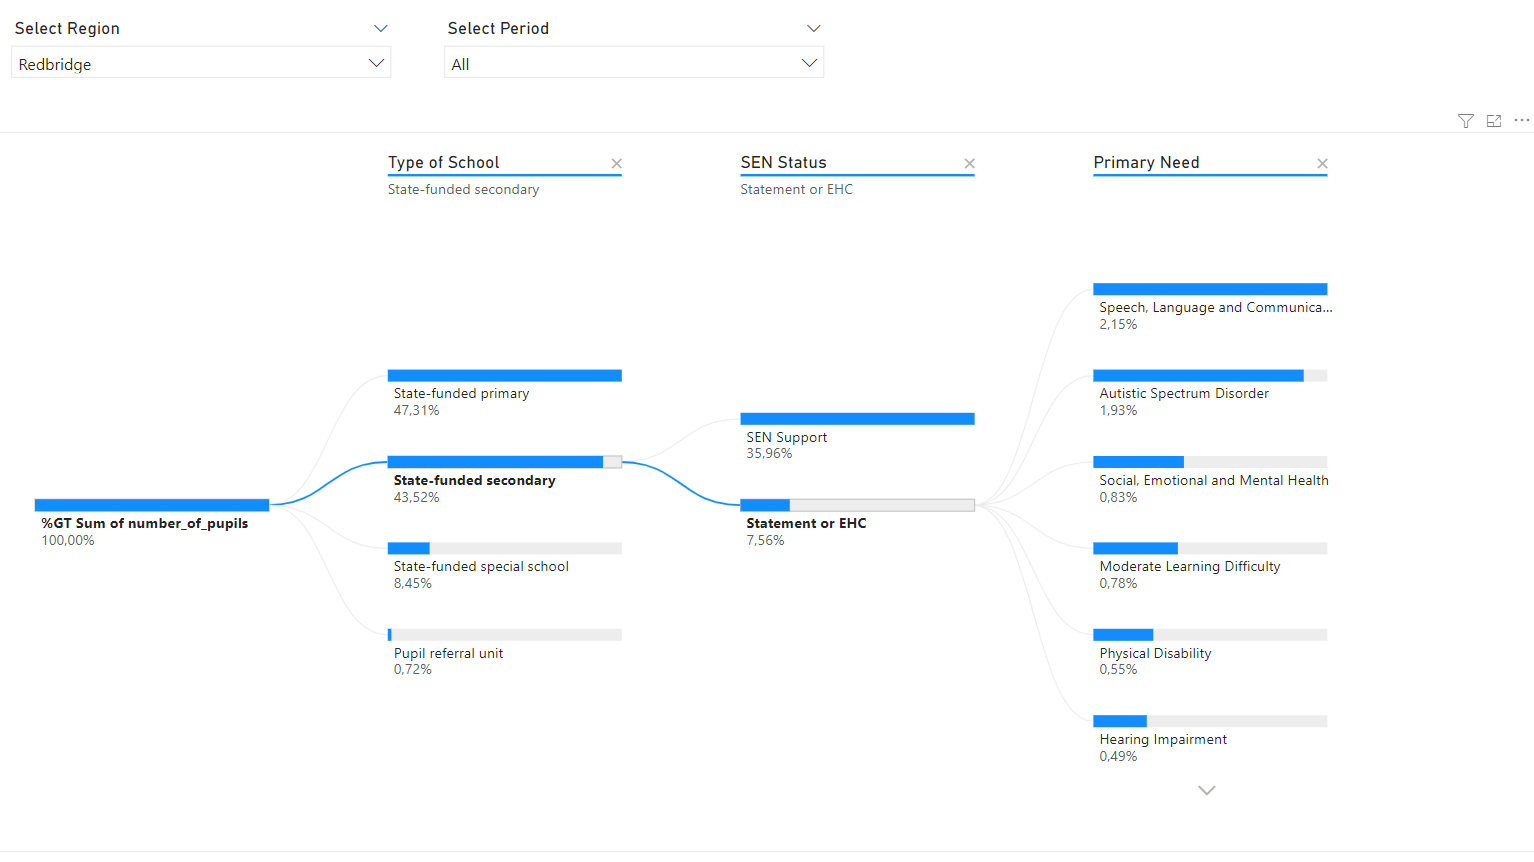 Select Region
Select Period
Redbridge
All
Type of School
SEN Status
Primary Need
State-funded secondary
Statement or EHC
Speech, Language and Communica...
2,15%
State-funded primary
47,31%
Autistic Spectrum Disorder
1,93%
SEN Support
35,96%
State-funded secondary
43,52%
Social, Emotional and Mental Health
0,83%
%GT Sum of number_of_pupils
100,00%
Statement or EHC
7,56%
State-funded special school
8,45%
Moderate Learning Difficulty
0,78%
Pupil referral unit
0,72%
Physical Disability
0,55%
Hearing Impairment
0,49%